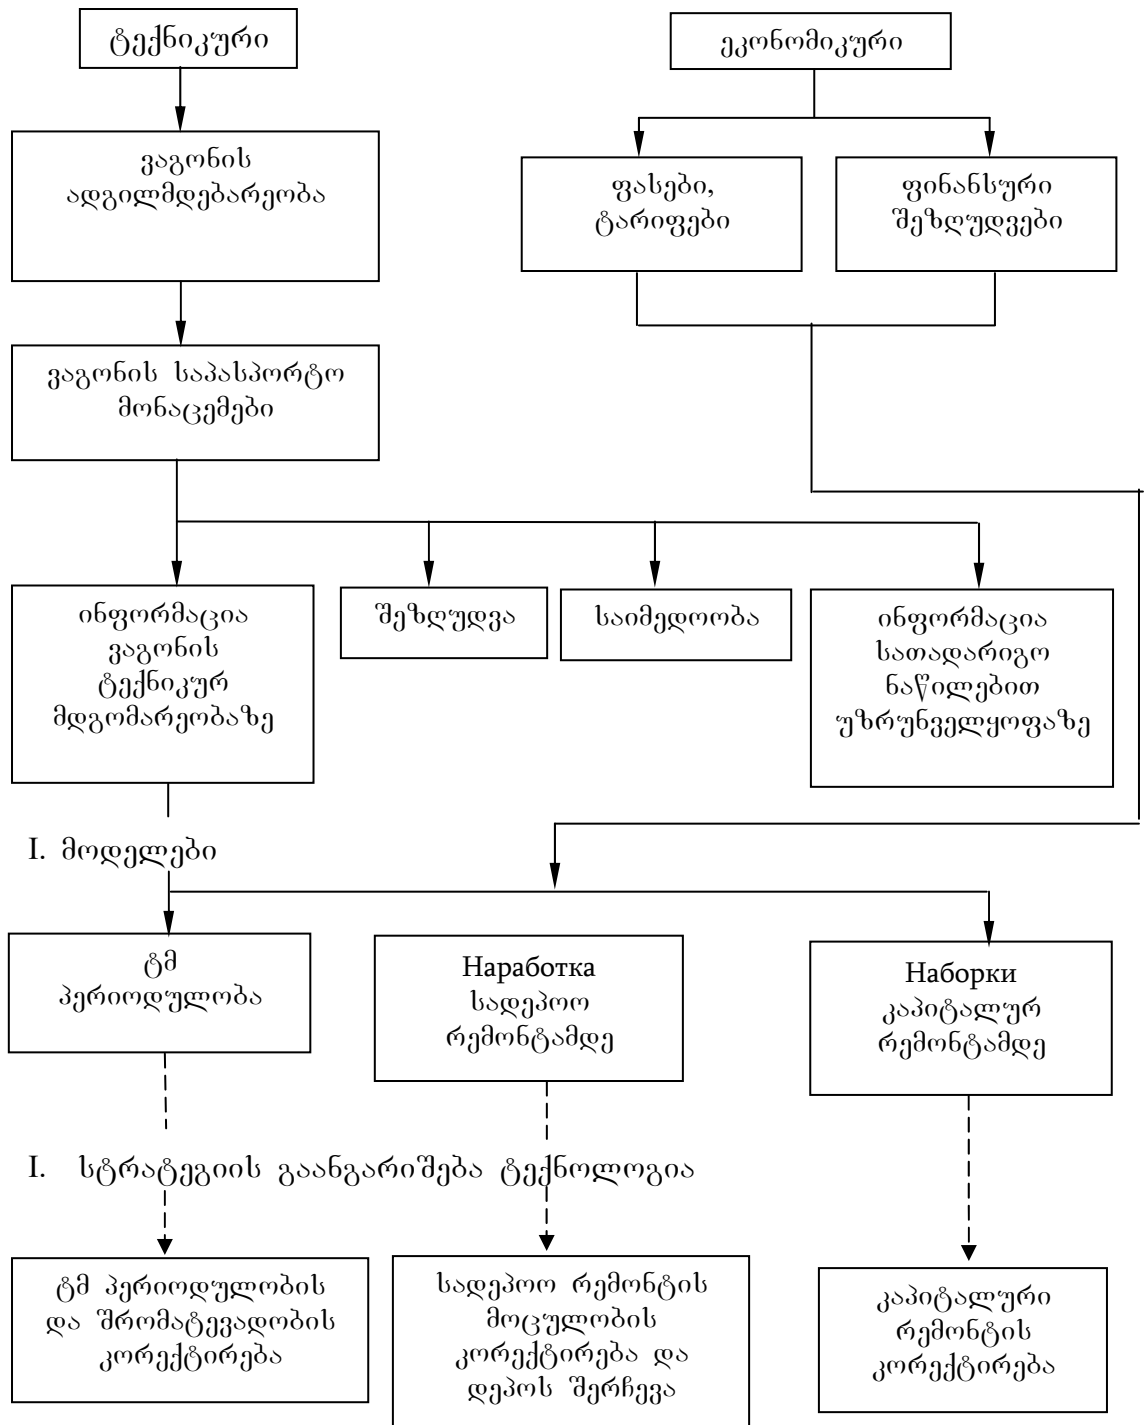 ტექნიკური
ეკონომიკური
ვაგონის
ადგილმდებარეობა
ფასები,
ტარიფები
ფინანსური
შეზღუდვები
ვაგონის საპასპორტო
მონაცემები
ინფორმაცია
ვაგონის
ტექნიკურ
მდგომარეობაზე
შეზღუდვა
საიმედოობა
ინფორმაცია
სათადარიგო
ნაწილებით
უზრუნველყოფაზე
I. მოდელები
ტმ
პერიოდულობა
Наработка
სადეპოო
რემონტამდე
Наборки
კაპიტალურ
რემონტამდე
I. სტრატეგიის გაანგარიშება ტექნოლოგია
ტმ პერიოდულობის
და შრომატევადობის
კორექტირება
სადეპოო რემონტის
მოცულობის
კორექტირება და
დეპოს შერჩევა
კაპიტალური
რემონტის
კორექტირება